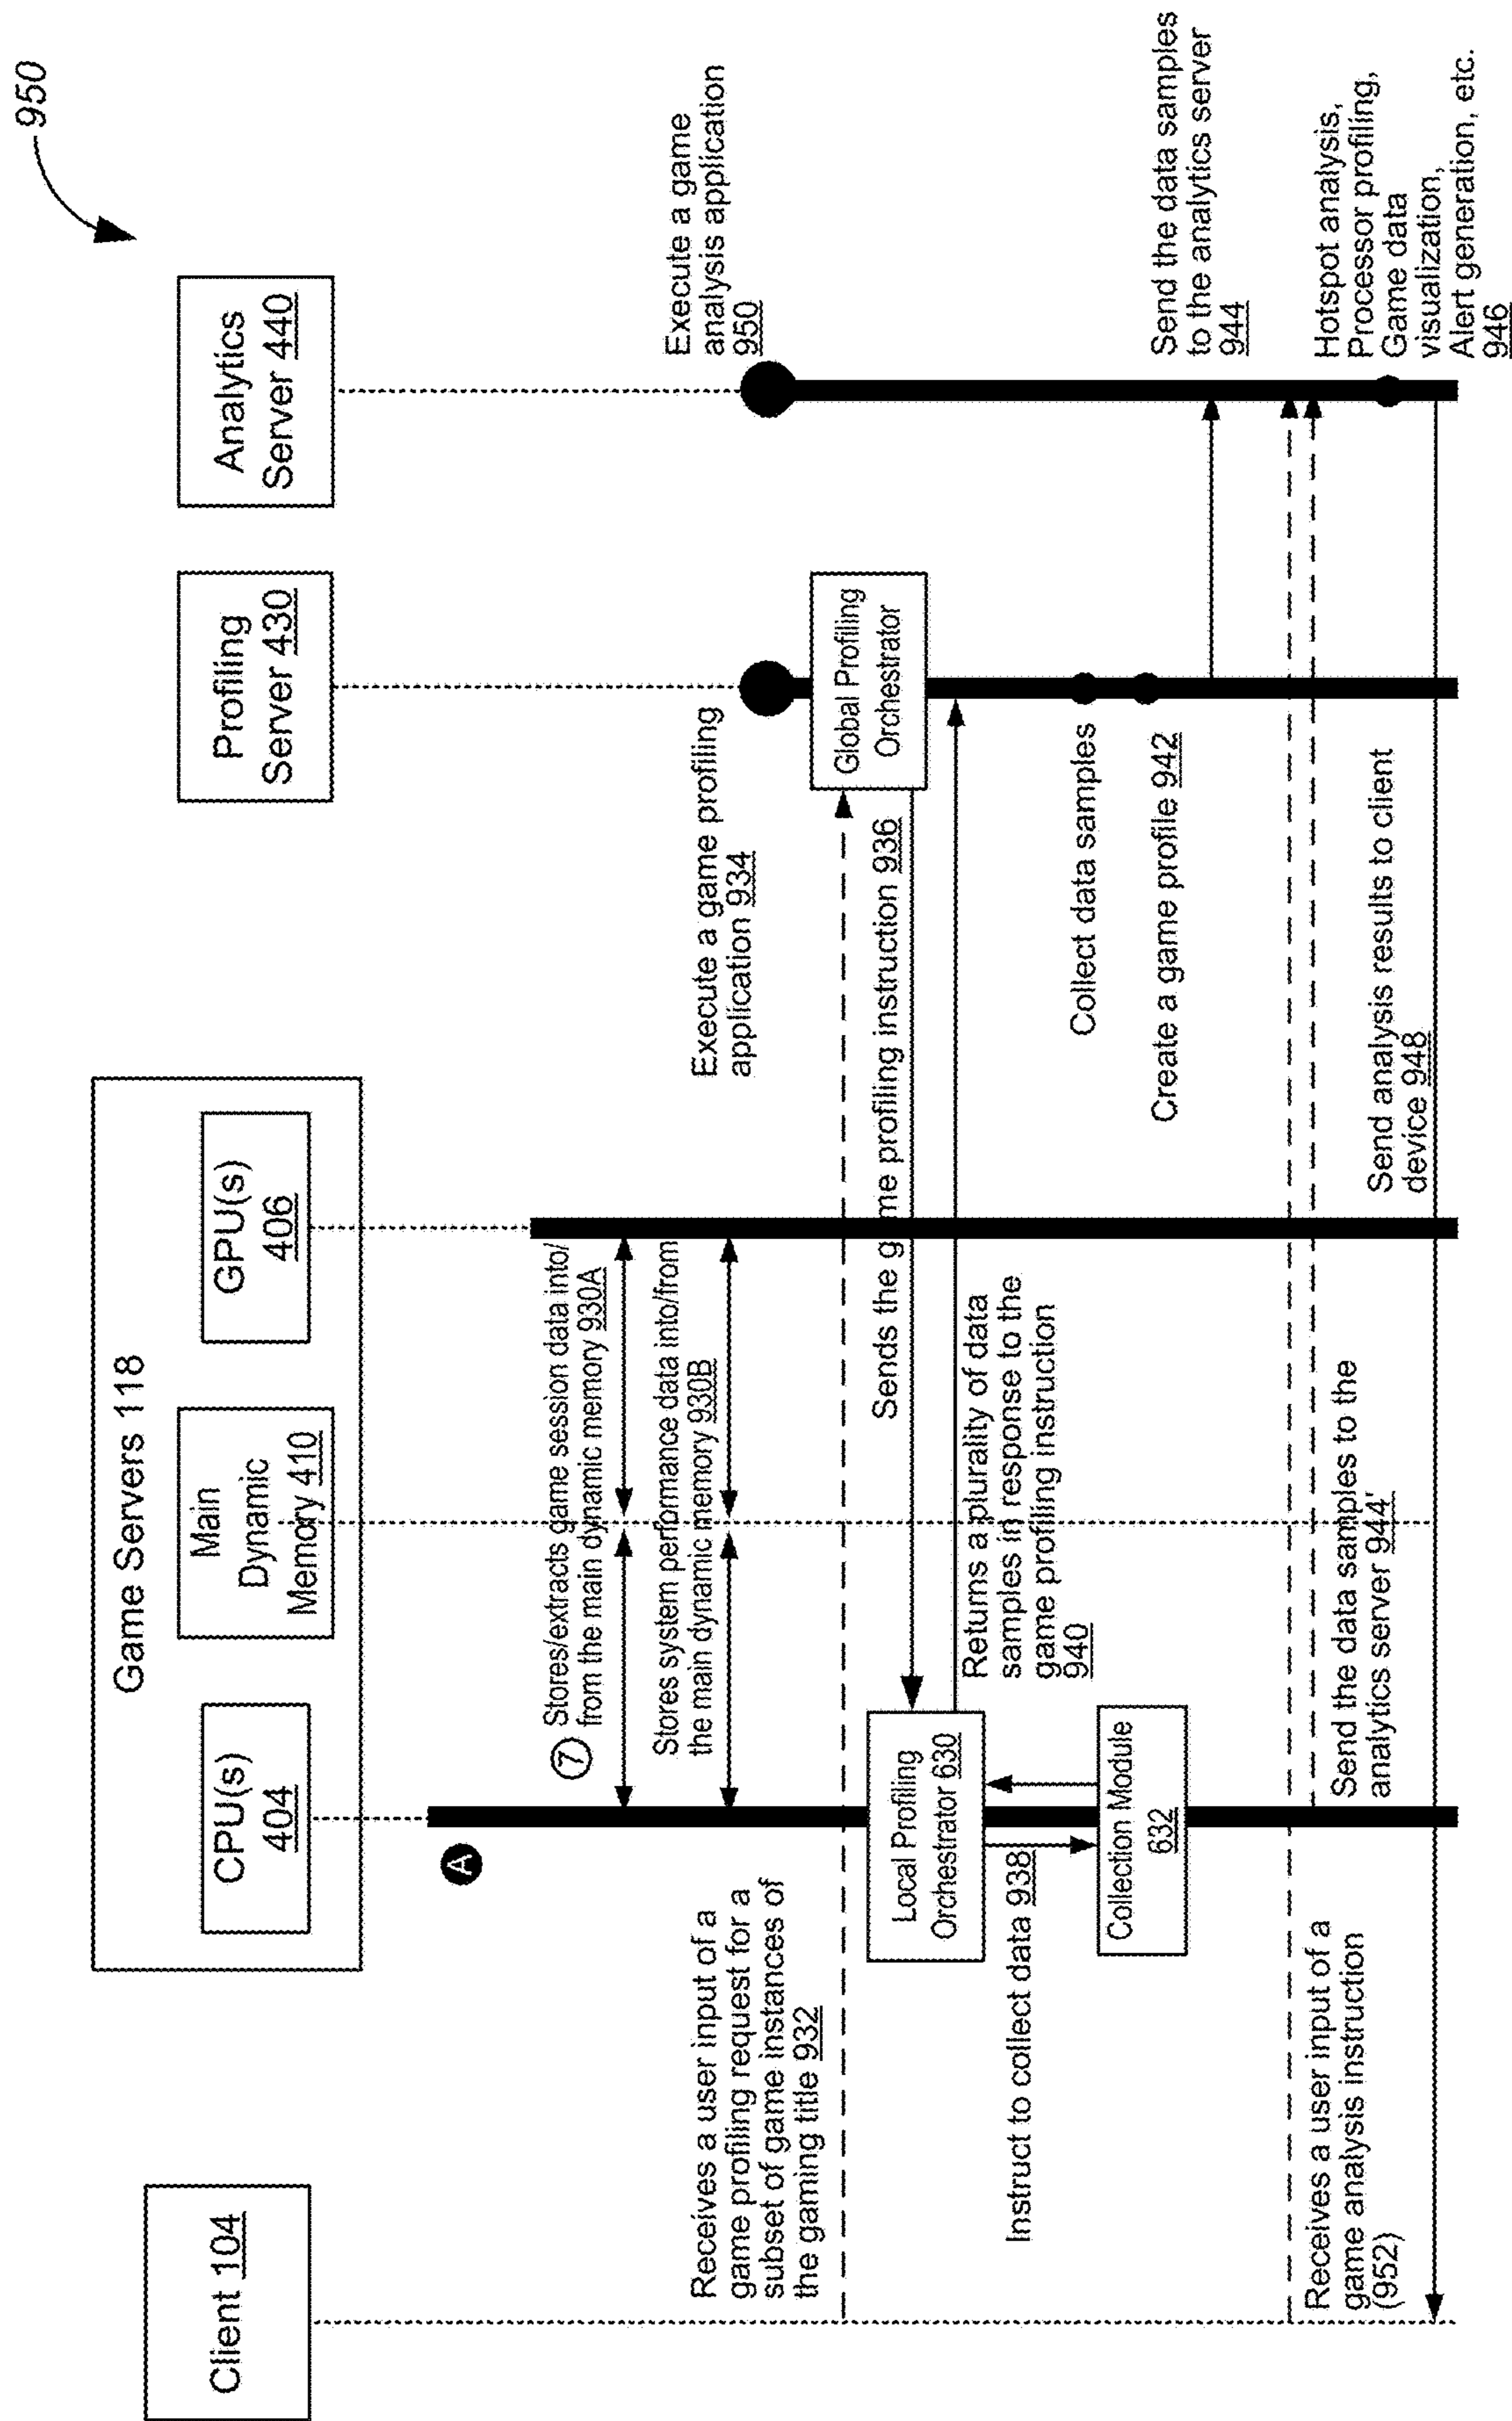 950
Client 104
Game Servers 118
CPU(s)
404
Main
Dynamic
Memory 410
GPU(s)
406
Profiling
Server 430
Analytics
Server 440
A
7
Stores/extracts game session data into/
from the main dynamic memory 930A
Stores system performance data into/from
the main dynamic memory 930B
Receives a user input of a
game profiling request for a
subset of game instances of
the gaming title 932
Execute a game profiling
application 934
Execute a game
analysis application
950
Global Profiling
Orchestrator
Sends the game profiling instruction 936
Local Profiling
Orchestrator 630
Returns a plurality of data
samples in response to the
game profiling instruction
940
Instruct to collect data 938
Collection Module
632
Collect data samples
Create a game profile 942
Send the data samples
to the analytics server
944
Receives a user input of a
game analysis instruction
(952)
Send the data samples to the
analytics server 944'
Hotspot analysis,
Processor profiling,
Game data
visualization,
Alert generation, etc.
946
Send analysis results to client
device 948